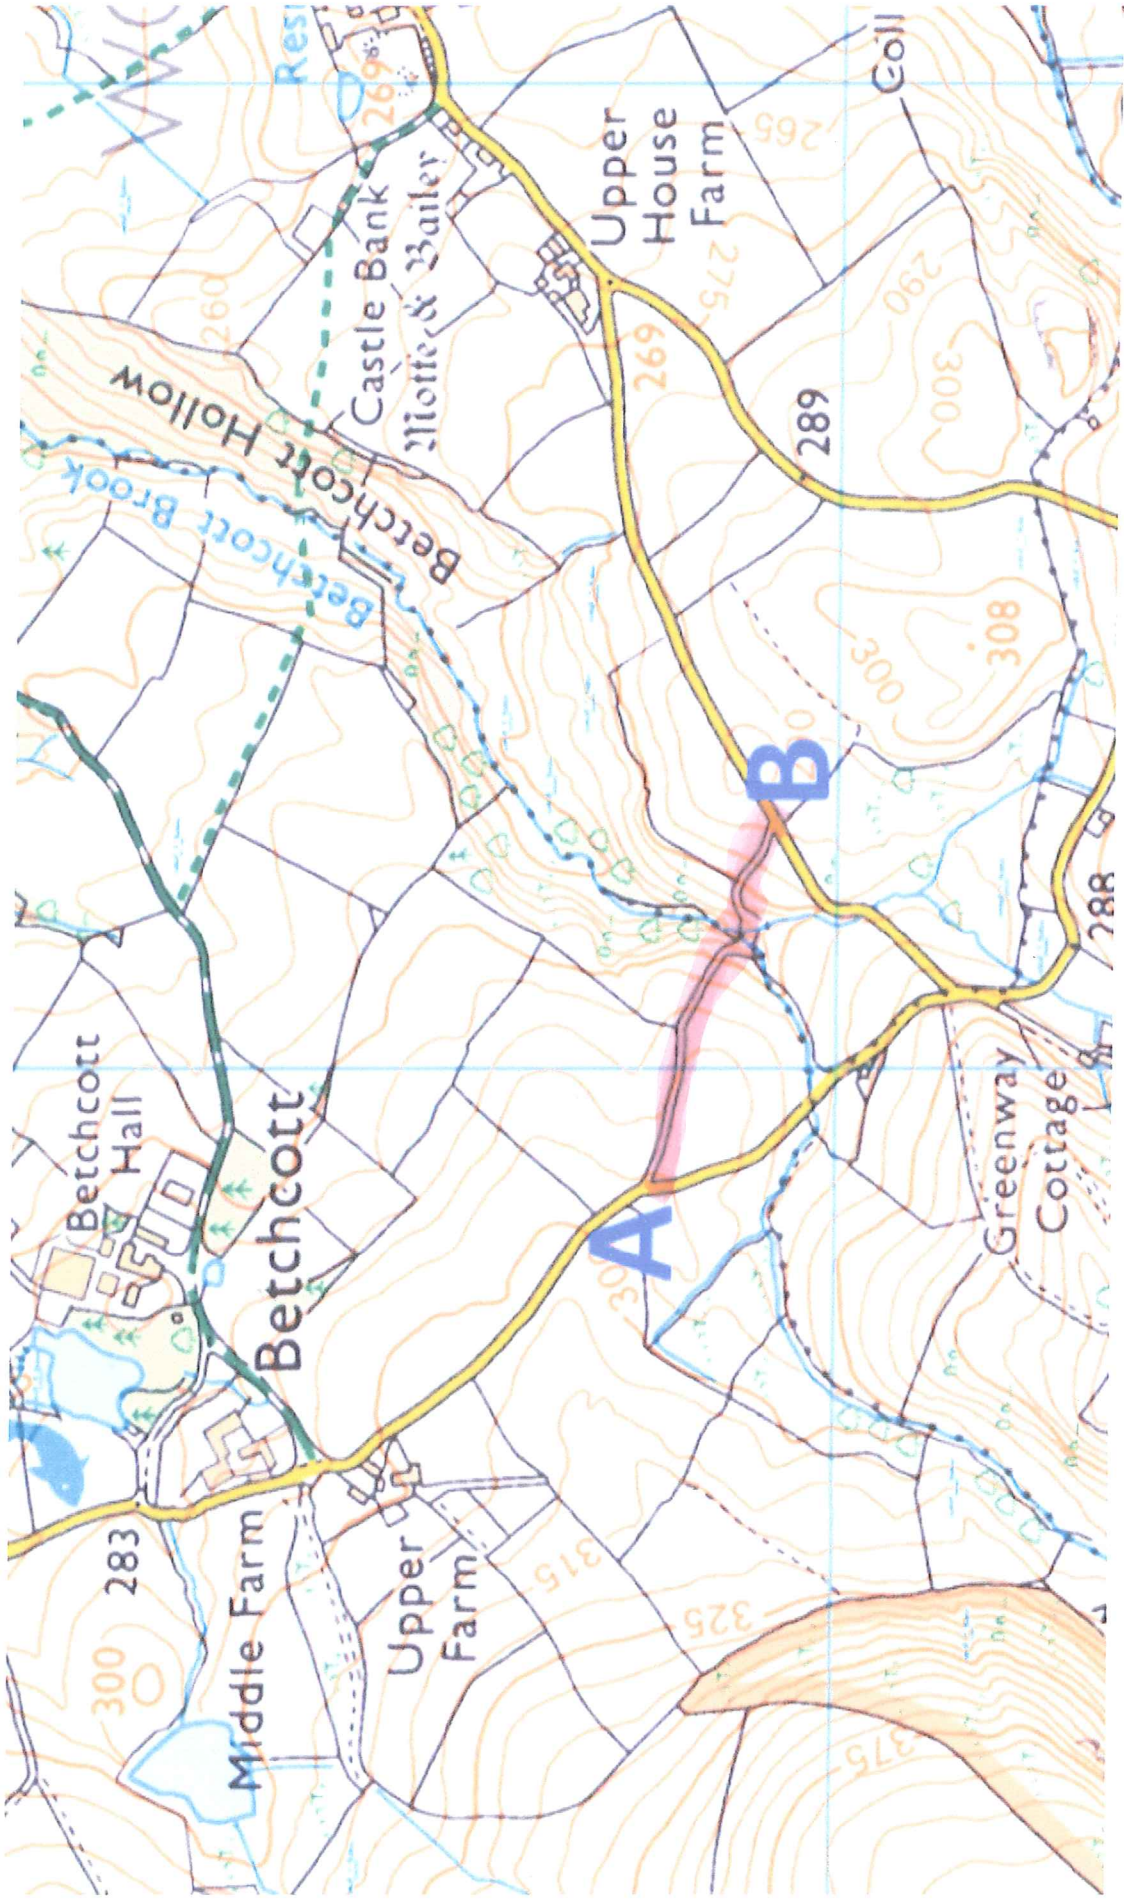 283
300
Betchcott
Hall
Betchcott Hollow
Betchcott Brook
260
Middle Farm
Betchcott
Castle Bank
Motte & Bailey
269
Res
Upper
Farm
315
Upper
House
Farm
269
A
B
325
275
265
289
375
300
290
300
308
Coll
Greenway
Cottage
288